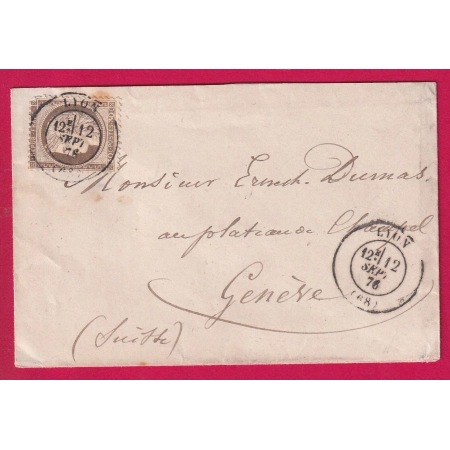 LYON
12E 12
SEPT
76
Monsieur Ernch. Dumas.
au plateau de Champel
LYON
12E 12
SEPT
76
(68)
Genève
(Suisse)